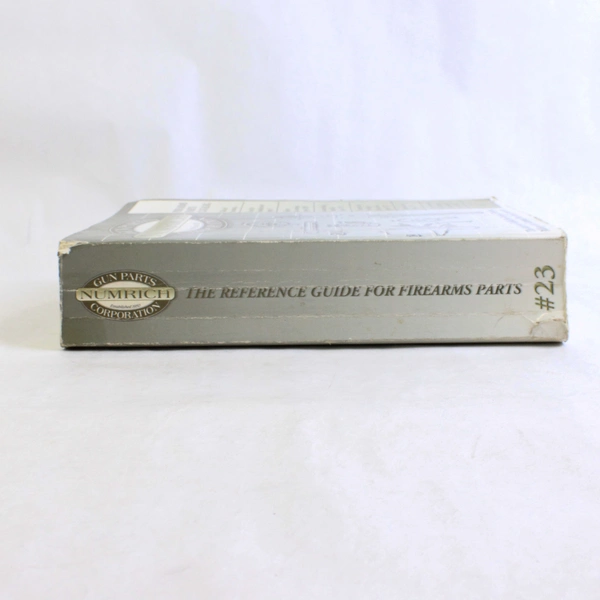 GUN PARTS
NUMRICH
CORPORATION
THE REFERENCE GUIDE FOR FIREARMS PARTS
#23